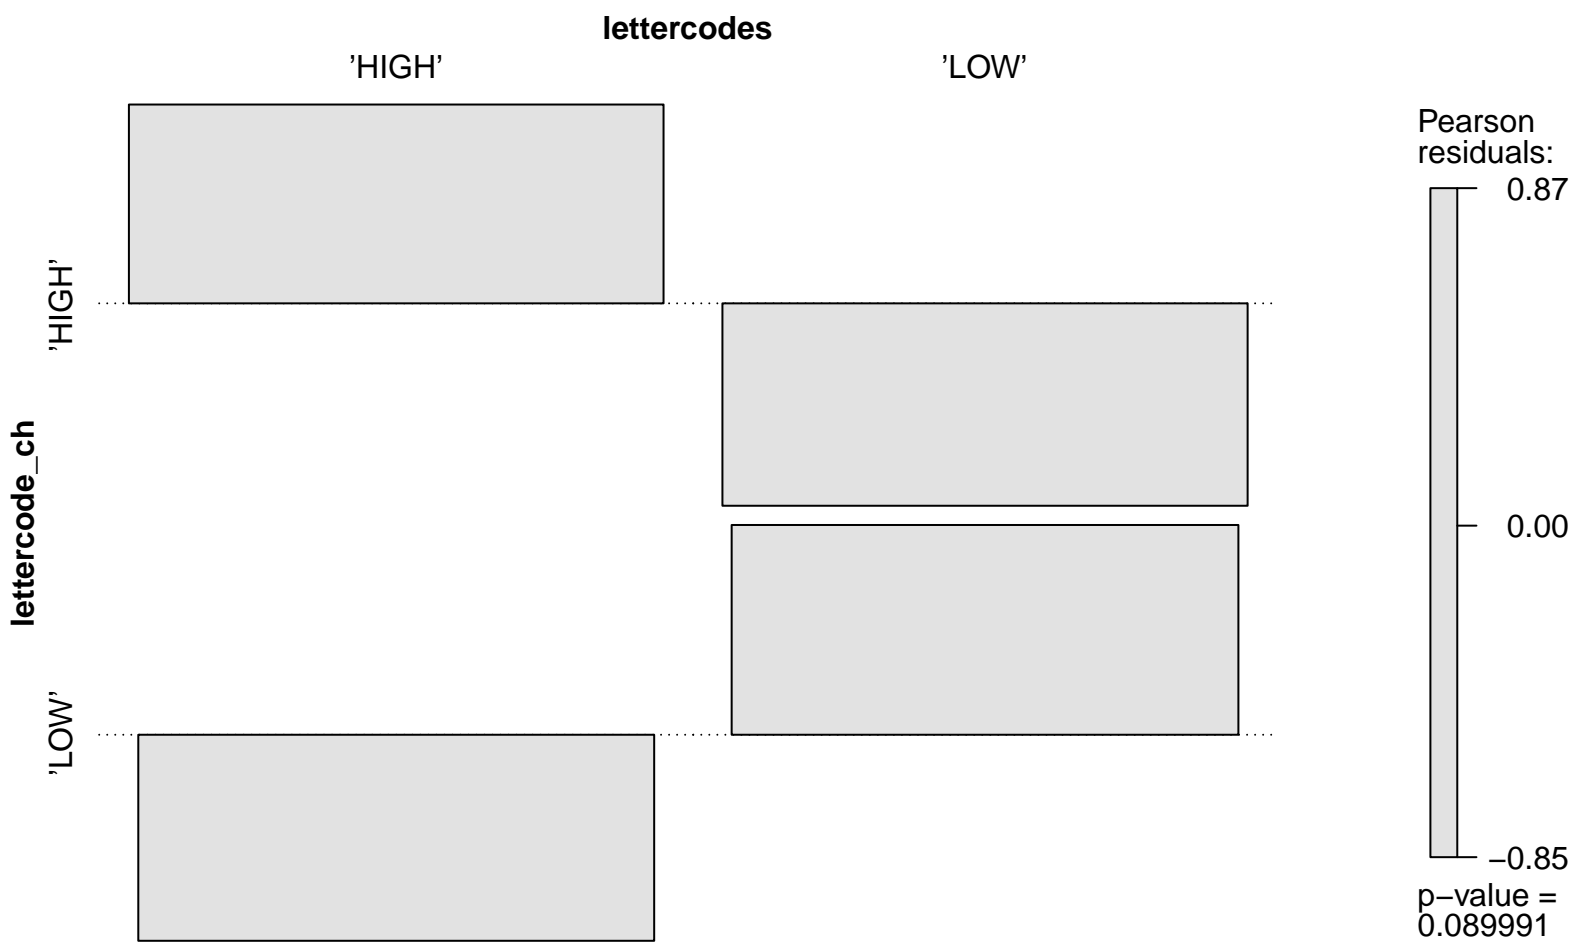 lettercodes
’HIGH’ ’LOW’
lettercode_ch
’HIGH’
’LOW’
Pearson
residuals:
0.87
0.00
−0.85
p−value =
0.089991